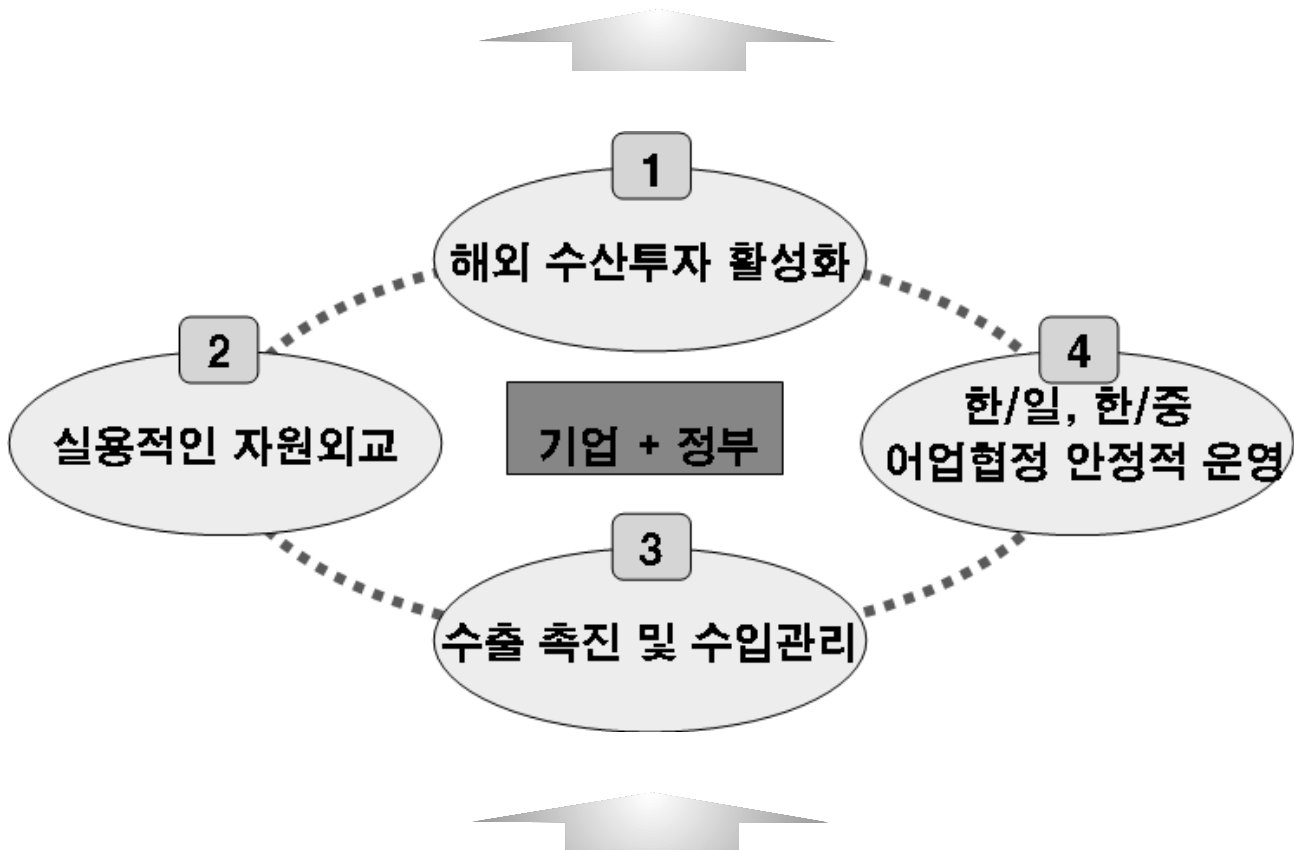 1
해외 수산투자 활성화
2
실용적인 자원외교
기업 + 정부
4
한/일, 한/중
어업협정 안정적 운영
3
수출 촉진 및 수입관리